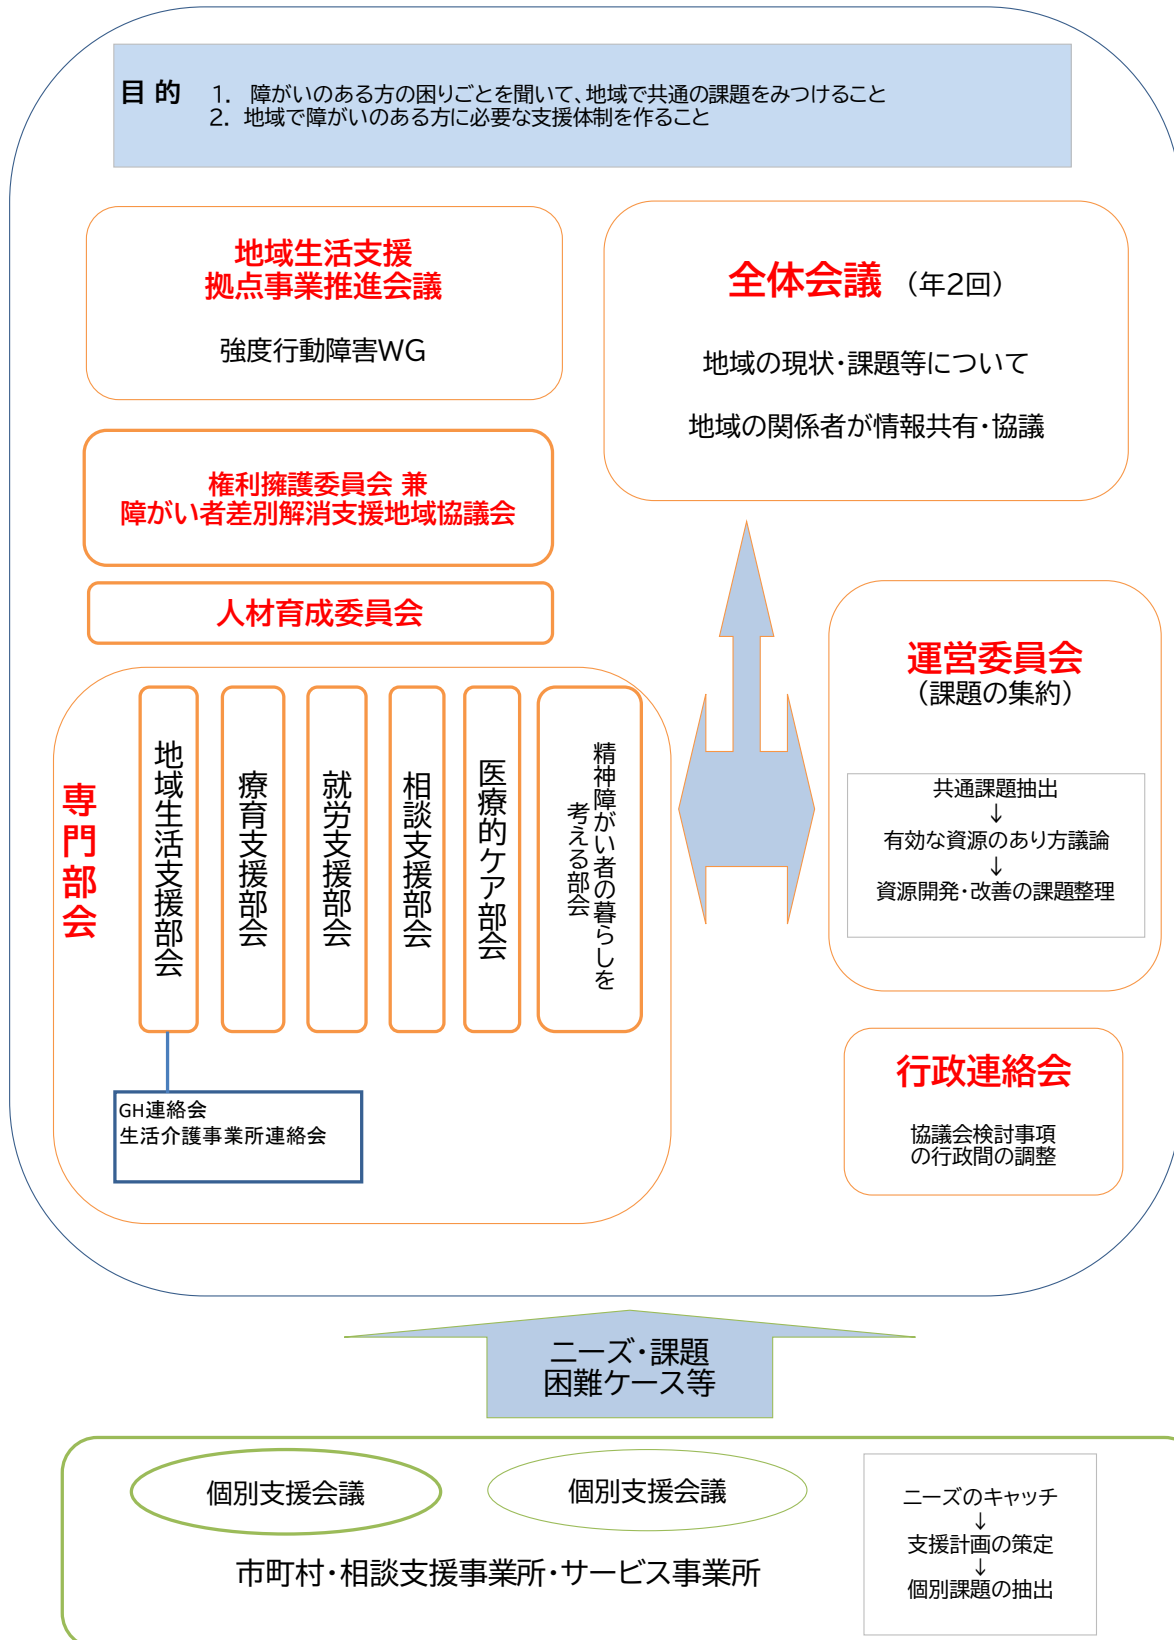 目的
1. 障がいのある方の困りごとを聞いて、地域で共通の課題をみつけること
2. 地域で障がいのある方に必要な支援体制を作ること
地域生活支援
拠点事業推進会議
強度行動障害WG
全体会議 （年2回）
地域の現状・課題等について
地域の関係者が情報共有・協議
権利擁護委員会 兼
障がい者差別解消支援地域協議会
人材育成委員会
専門部会
地域生活支援部会
療育支援部会
就労支援部会
相談支援部会
医療的ケア部会
精神障がい者の暮らしを
考える部会
GH連絡会
生活介護事業所連絡会
運営委員会
（課題の集約）
共通課題抽出
↓
有効な資源のあり方議論
↓
資源開発・改善の課題整理
行政連絡会
協議会検討事項
の行政間の調整
ニーズ・課題
困難ケース等
個別支援会議
個別支援会議
市町村・相談支援事業所・サービス事業所
ニーズのキャッチ
↓
支援計画の策定
↓
個別課題の抽出